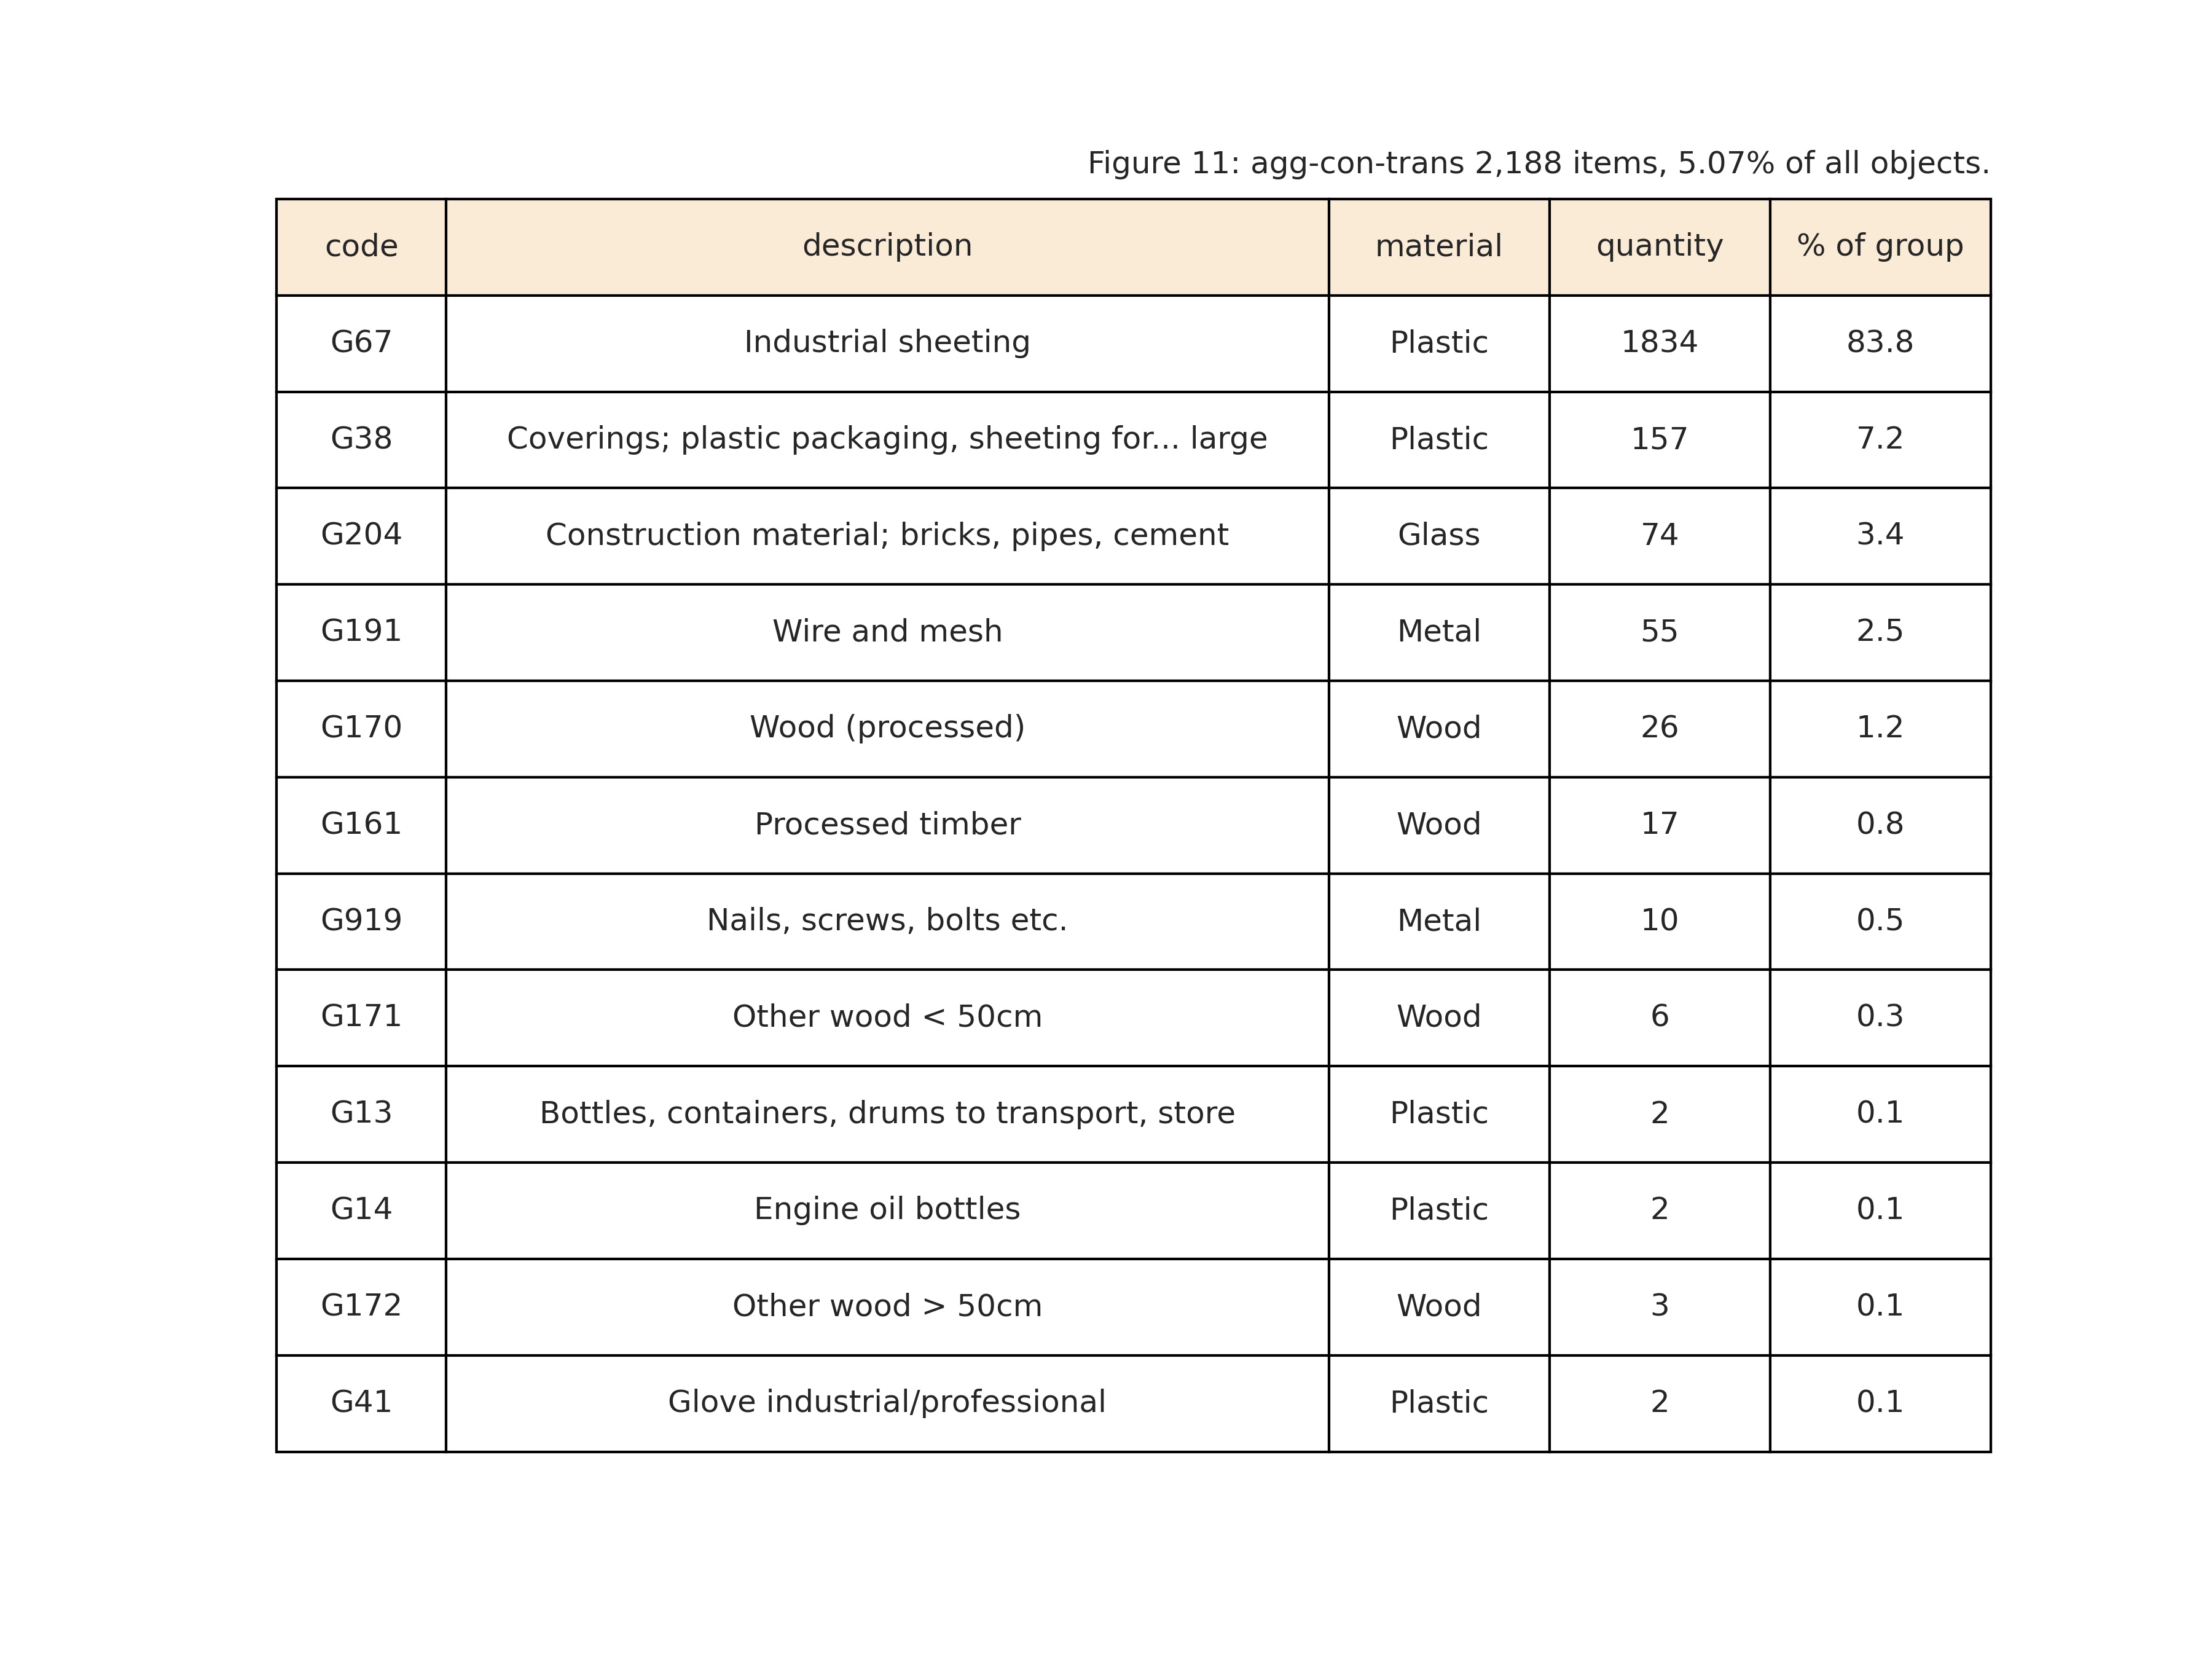 Figure 11: agg-con-trans 2,188 items, 5.07% of all objects.
code description material quantity % of group
G67 Industrial sheeting Plastic 1834 83.8
G38 Coverings; plastic packaging, sheeting for... large Plastic 157 7.2
G204 Construction material; bricks, pipes, cement Glass 74 3.4
G191 Wire and mesh Metal 55 2.5
G170 Wood (processed) Wood 26 1.2
G161 Processed timber Wood 17 0.8
G919 Nails, screws, bolts etc. Metal 10 0.5
G171 Other wood < 50cm Wood 6 0.3
G13 Bottles, containers, drums to transport, store Plastic 2 0.1
G14 Engine oil bottles Plastic 2 0.1
G172 Other wood > 50cm Wood 3 0.1
G41 Glove industrial/professional Plastic 2 0.1